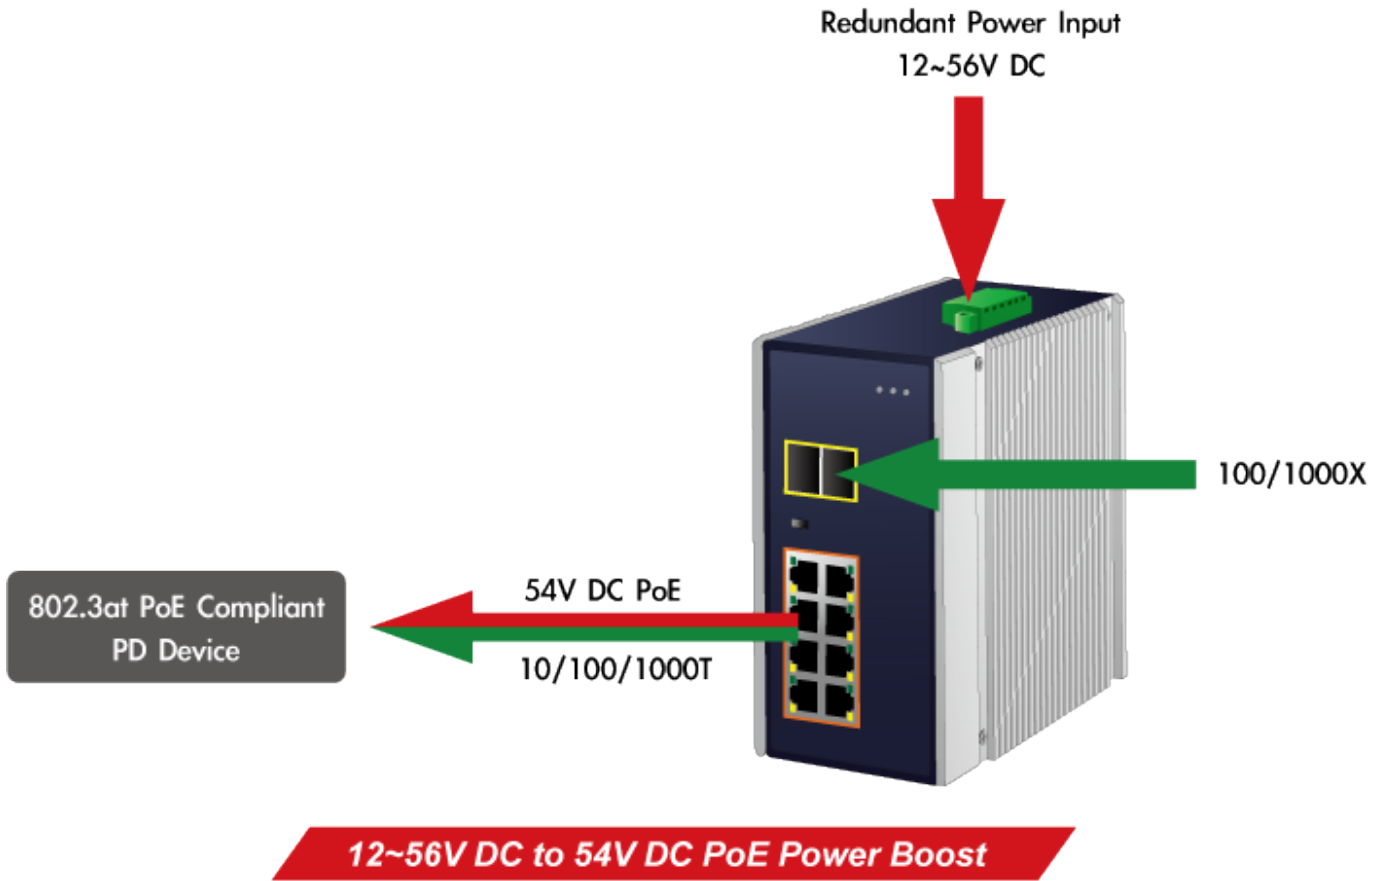 Redundant Power Input
12~56V DC
100/1000X
54V DC PoE
10/100/1000T
802.3at PoE Compliant
PD Device
12~56V DC to 54V DC PoE Power Boost